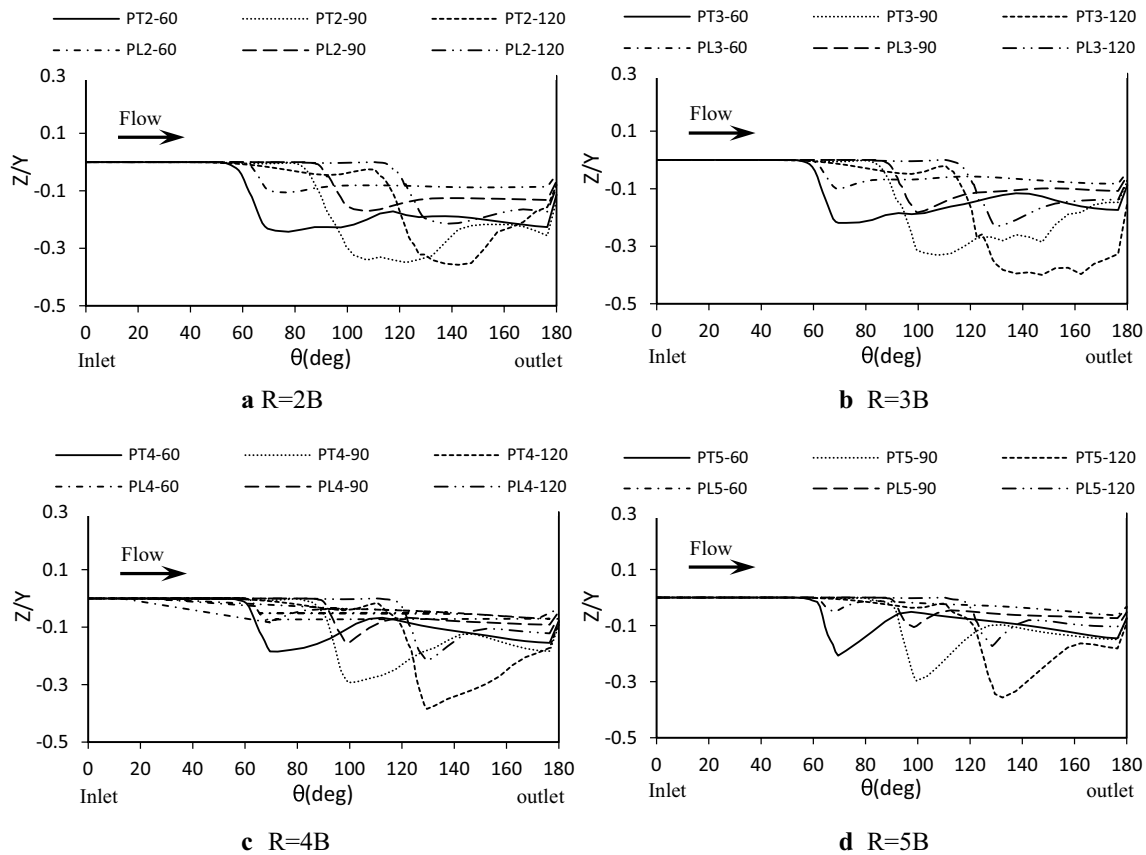 PT2-60 PT2-90 PT2-120
PL2-60 PL2-90 PL2-120
0.3
0.1
-0.1
-0.3
-0.5
Z/Y
Flow
0 20 40 60 80 100 120 140 160 180
Inlet θ(deg) outlet
a R=2B
PT3-60 PT3-90 PT3-120
PL3-60 PL3-90 PL3-120
0.3
0.1
-0.1
-0.3
-0.5
Z/Y
Flow
0 20 40 60 80 100 120 140 160 180
Inlet θ(deg) outlet
b R=3B
PT4-60 PT4-90 PT4-120
PL4-60 PL4-90 PL4-120
0.3
0.1
-0.1
-0.3
-0.5
Z/Y
Flow
0 20 40 60 80 100 120 140 160 180
Inlet θ(deg) outlet
c R=4B
PT5-60 PT5-90 PT5-120
PL5-60 PL5-90 PL5-120
0.3
0.1
-0.1
-0.3
-0.5
Z/Y
Flow
0 20 40 60 80 100 120 140 160 180
Inlet θ(deg) outlet
d R=5B